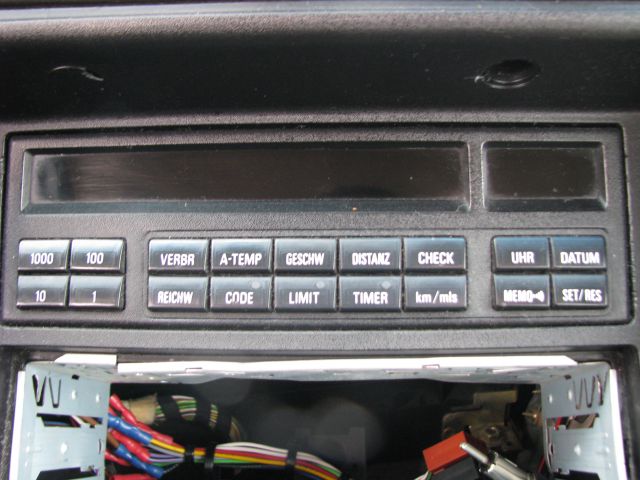 1000 100 VERBR A-TEMP GESCHW DISTANZ CHECK UHR DATUM
10 1 REICHW CODE LIMIT TIMER km/mls MEMO SET/RES